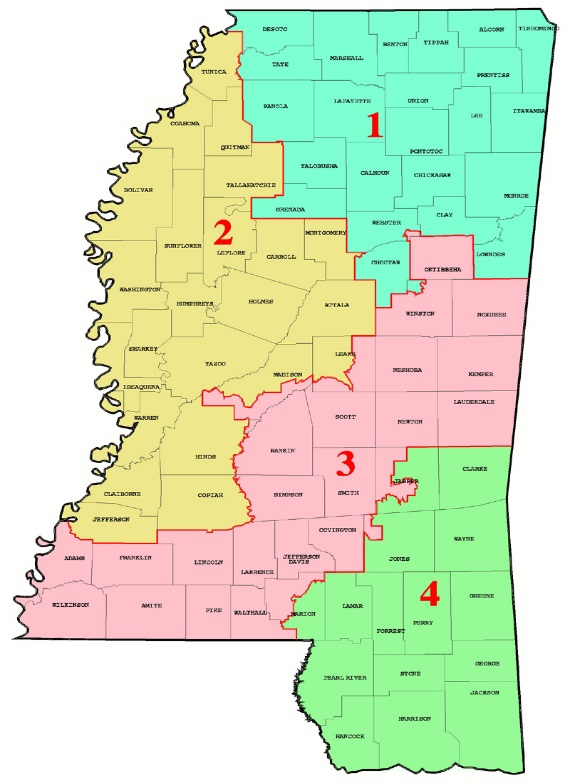 DESOTO
BENTON
TIPPAH
ALCORN
TISHOMINGO
TATE
MARSHALL
TUNICA
PRENTISS
PANOLA
LAFAYETTE
UNION
LEE
ITAWAMBA
COAHOMA
1
QUITMAN
PONTOTOC
YALOBUSHA
CALHOUN
CHICKASAW
BOLIVAR
TALLAHATCHIE
MONROE
GRENADA
WEBSTER
CLAY
2
MONTGOMERY
SUNFLOWER
LEFLORE
CARROLL
CHOCTAW
OKTIBBEHA
LOWNDES
WASHINGTON
HUMPHREYS
HOLMES
ATTALA
WINSTON
NOXUBEE
SHARKEY
YAZOO
LEAKE
MADISON
NESHOBA
KEMPER
ISSAQUENA
WARREN
SCOTT
NEWTON
LAUDERDALE
HINDS
RANKIN
3
CLARKE
JASPER
CLAIBORNE
COPIAH
SIMPSON
SMITH
JEFFERSON
COVINGTON
WAYNE
ADAMS
FRANKLIN
LINCOLN
LAWRENCE
JEFFERSON
DAVIS
JONES
WILKINSON
AMITE
PIKE
WALTHALL
MARION
LAMAR
4
GREENE
FORREST
PERRY
PEARL RIVER
STONE
GEORGE
JACKSON
HARRISON
HANCOCK